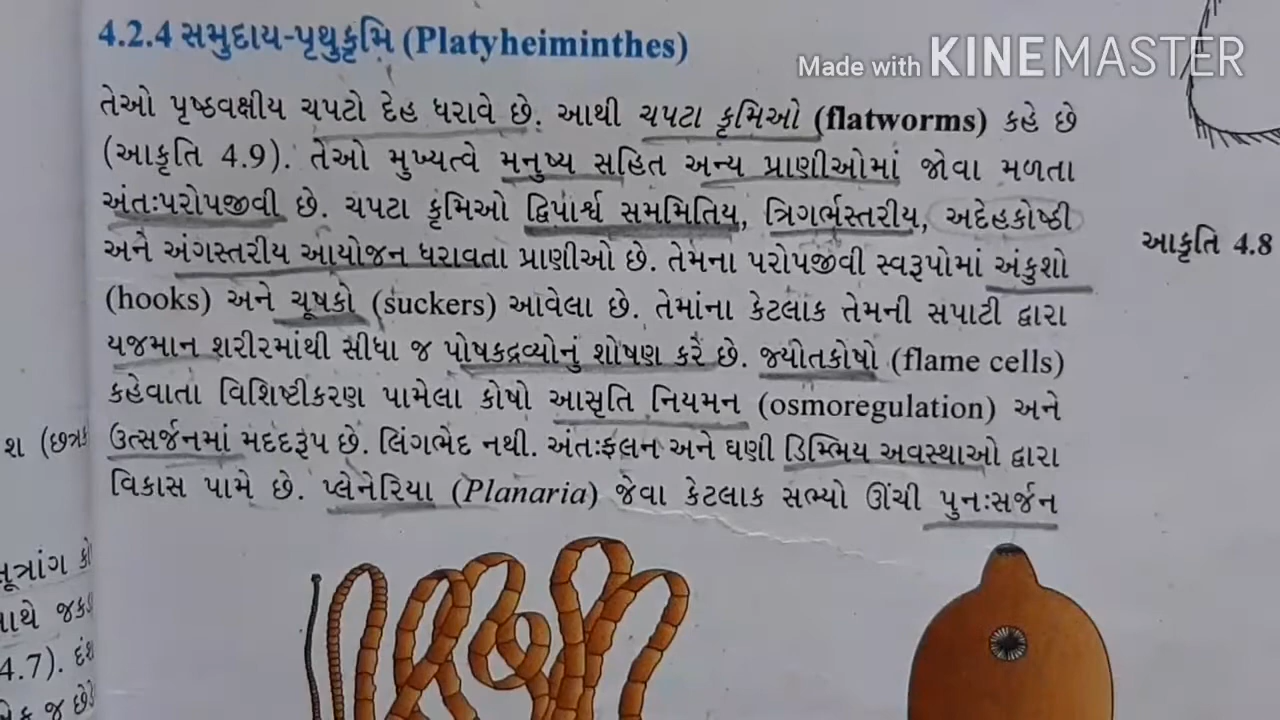 4.2.4 સમુદાય-પૃથુકૃમિ (Platyheiminthes)
Made with KINEMASTER
તેઓ પૃષ્ઠવક્ષીય ચપટો દેહ ધરાવે છે. આથી ચપટા કૃમિઓ (flatworms) કહે છે
(આકૃતિ 4.9). તેઓ મુખ્યત્વે મનુષ્ય સહિત અન્ય પ્રાણીઓમાં જોવા મળતા
અંતઃપરોપજીવી છે. ચપટા કૃમિઓ દ્વિપાર્શ્વ સમમિતિય, ત્રિગર્ભસ્તરીય, અદેહકોષ્ઠી
અને અંગસ્તરીય આયોજન ધરાવતા પ્રાણીઓ છે. તેમના પરોપજીવી સ્વરૂપોમાં અંકુશો
(hooks) અને ચૂષકો (suckers) આવેલા છે. તેમાંના કેટલાક તેમની સપાટી દ્વારા
યજમાન શરીરમાંથી સીધા જ પોષકદ્રવ્યોનું શોષણ કરે છે. જ્યોતકોષો (flame cells)
કહેવાતા વિશિષ્ટીકરણ પામેલા કોષો આસૃતિ નિયમન (osmoregulation) અને
ઉત્સર્જનમાં મદદરૂપ છે. લિંગભેદ નથી. અંતઃફલન અને ઘણી ડિમ્ભિય અવસ્થાઓ દ્વારા
વિકાસ પામે છે. પ્લેનેરિયા (Planaria) જેવા કેટલાક સભ્યો ઊંચી પુનઃસર્જન
આકૃતિ 4.8
શ (છત્રક
સૂત્રાંગ કો
સાથે જકડ
4.7). દંશ
એક જ છેડે